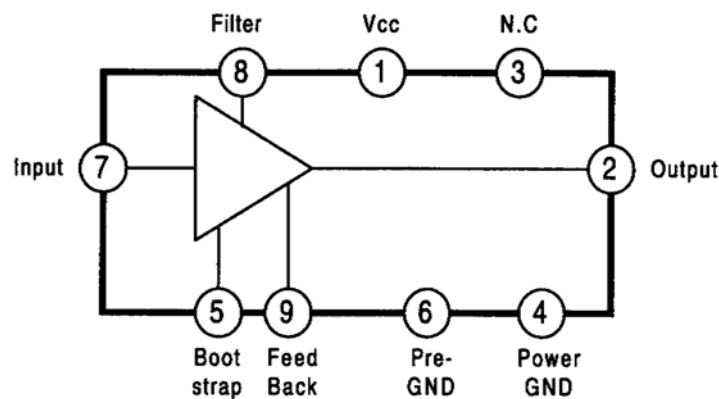 Filter Vcc N.C
8 1 3
Input 7 2 Output
5 9 6 4
Boot Feed Pre- Power
strap Back GND GND